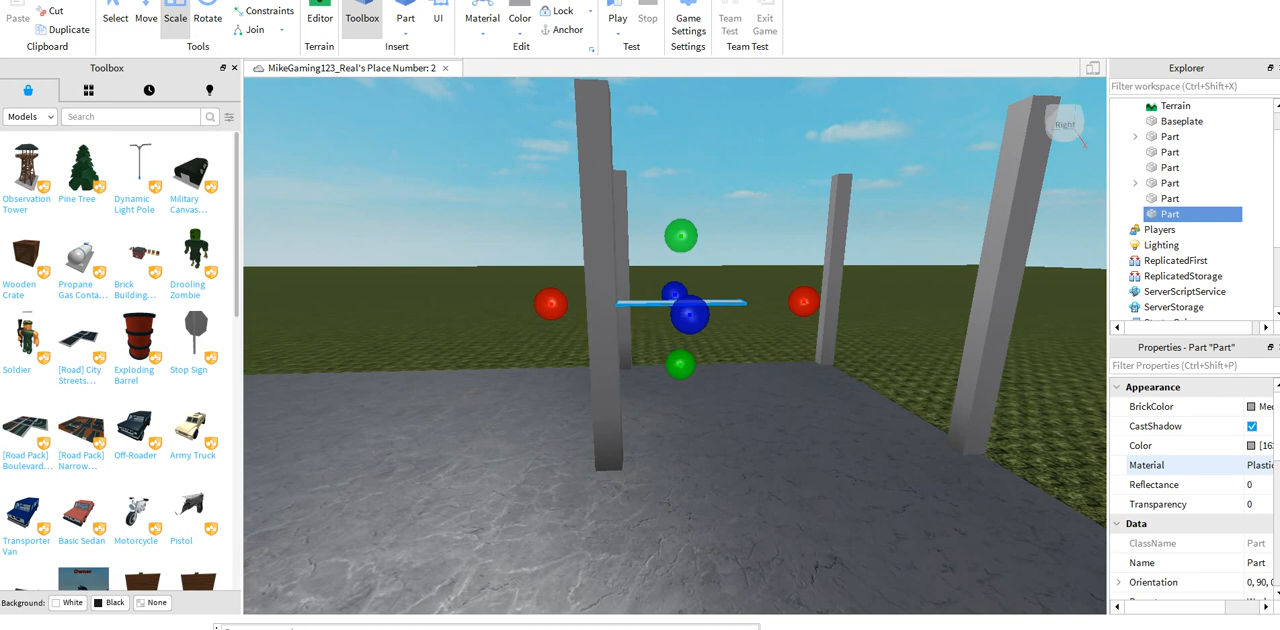 Paste
Cut
Duplicate
Clipboard
Select Move Scale Rotate
Constraints
Join
Tools
Editor
Terrain
Toolbox Part UI
Insert
Material Color
Lock
Anchor
Edit
Play Stop
Test
Game Settings
Settings
Team Test
Exit Game
Team Test
Toolbox
Models
Search
Observation Tower
Pine Tree
Dynamic Light Pole
Military Canvas...
Wooden Crate
Propane Gas Conta...
Brick Building...
Drooling Zombie
Soldier
[Road] City Streets...
Exploding Barrel
Stop Sign
[Road Pack] Boulevard...
[Road Pack] Narrow...
Off-Roader
Army Truck
Transporter Van
Basic Sedan
Motorcycle
Pistol
Background: White Black None
MikeGaming123_Real's Place Number: 2
Right
Explorer
Filter workspace (Ctrl+Shift+X)
Terrain
Baseplate
Part
Part
Part
Part
Part
Part
Players
Lighting
ReplicatedFirst
ReplicatedStorage
ServerScriptService
ServerStorage
Properties - Part "Part"
Filter Properties (Ctrl+Shift+P)
Appearance
BrickColor Med
CastShadow
Color [16
Material Plastic
Reflectance 0
Transparency 0
Data
ClassName Part
Name Part
Orientation 0, 90, 0